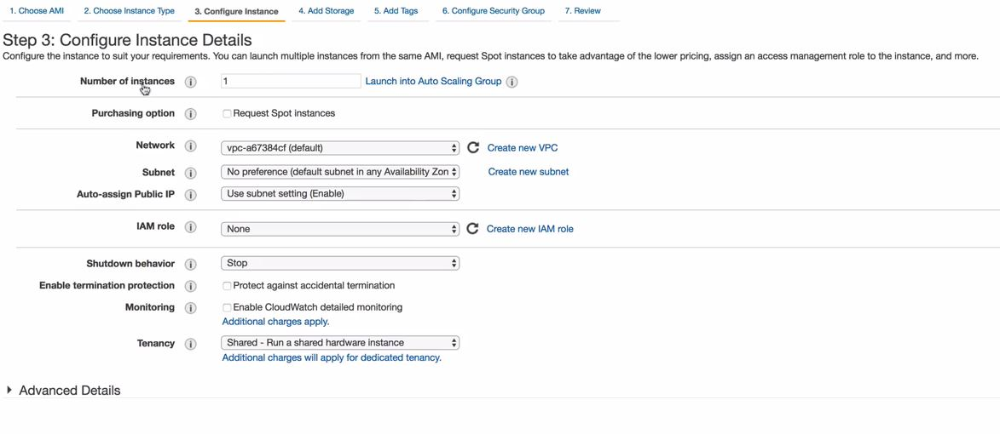 1. Choose AMI 2. Choose Instance Type 3. Configure Instance 4. Add Storage 5. Add Tags 6. Configure Security Group 7. Review
Step 3: Configure Instance Details
Configure the instance to suit your requirements. You can launch multiple instances from the same AMI, request Spot instances to take advantage of the lower pricing, assign an access management role to the instance, and more.
Number of instances i 1 Launch into Auto Scaling Group i
Purchasing option i Request Spot instances
Network i vpc-a67384cf (default) Create new VPC
Subnet i No preference (default subnet in any Availability Zon Create new subnet
Auto-assign Public IP i Use subnet setting (Enable)
IAM role i None Create new IAM role
Shutdown behavior i Stop
Enable termination protection i Protect against accidental termination
Monitoring i Enable CloudWatch detailed monitoring
Additional charges apply.
Tenancy i Shared - Run a shared hardware instance
Additional charges will apply for dedicated tenancy.
Advanced Details